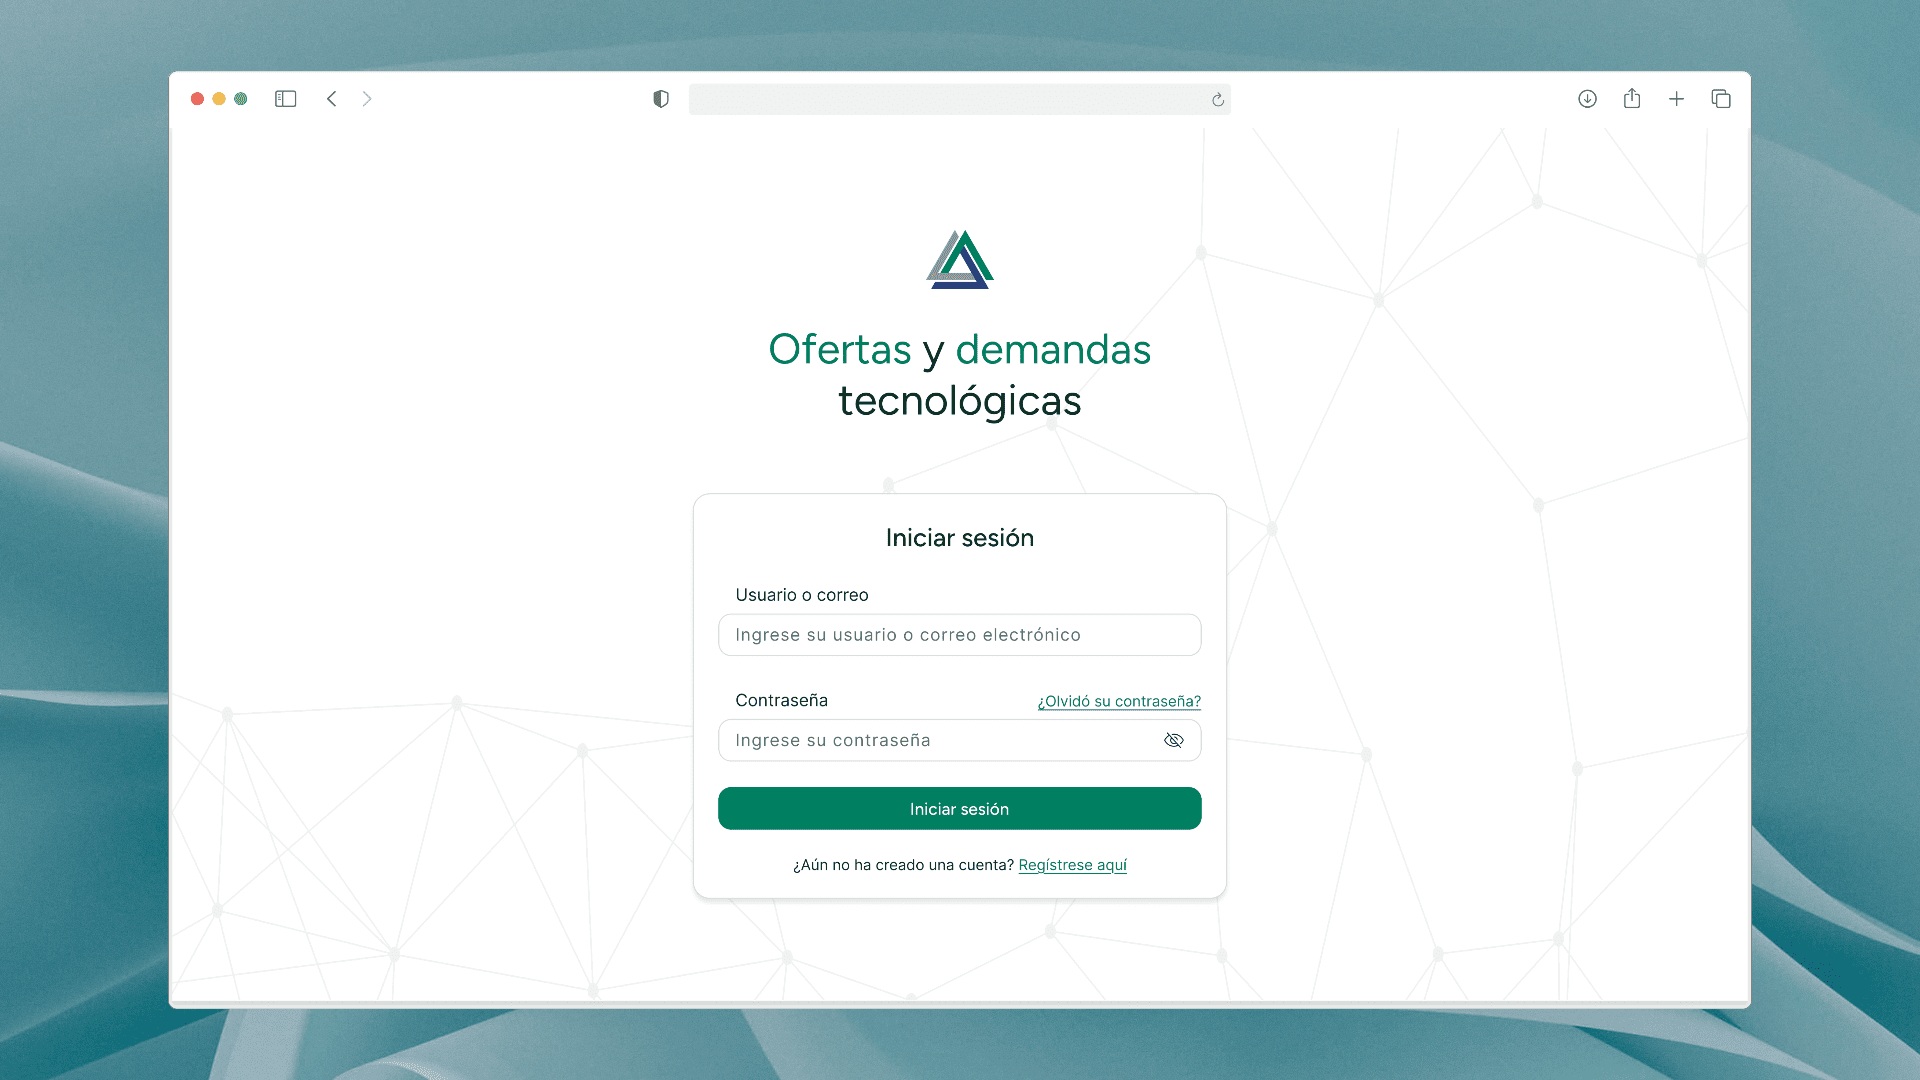 Ofertas y demandas
tecnológicas
Iniciar sesión
Usuario o correo
Ingrese su usuario o correo electrónico
Contraseña
¿Olvidó su contraseña?
Ingrese su contraseña
Iniciar sesión
¿Aún no ha creado una cuenta? Regístrese aquí